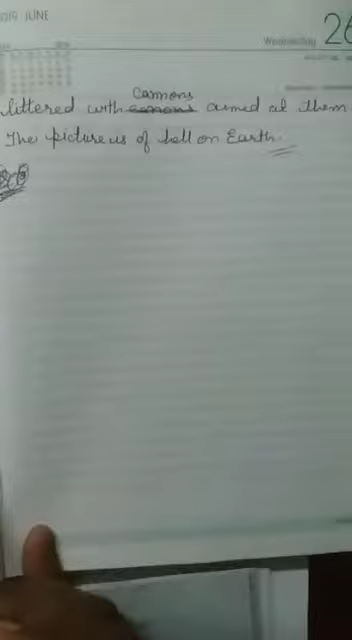 2019 JUNE
Wednesday 26
Cannons
littered with aimed at them.
The picture is of hell on Earth.